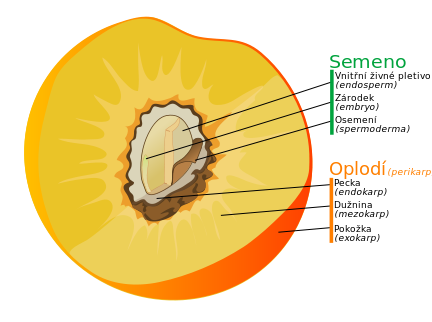 Semeno
Vnitřní živné pletivo
(endosperm)
Zárodek
(embryo)
Osemení
(spermoderma)
Oplodí (perikarp)
Pecka
(endokarp)
Dužnina
(mezokarp)
Pokožka
(exokarp)